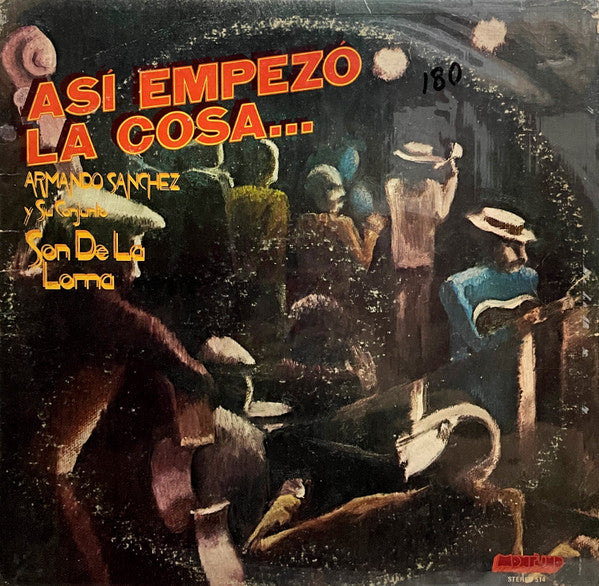 ASÍ EMPEZÓ
LA COSA...
180
ARMANDO SANCHEZ
y Su Conjunto
Son De La
Loma
STEREO 514